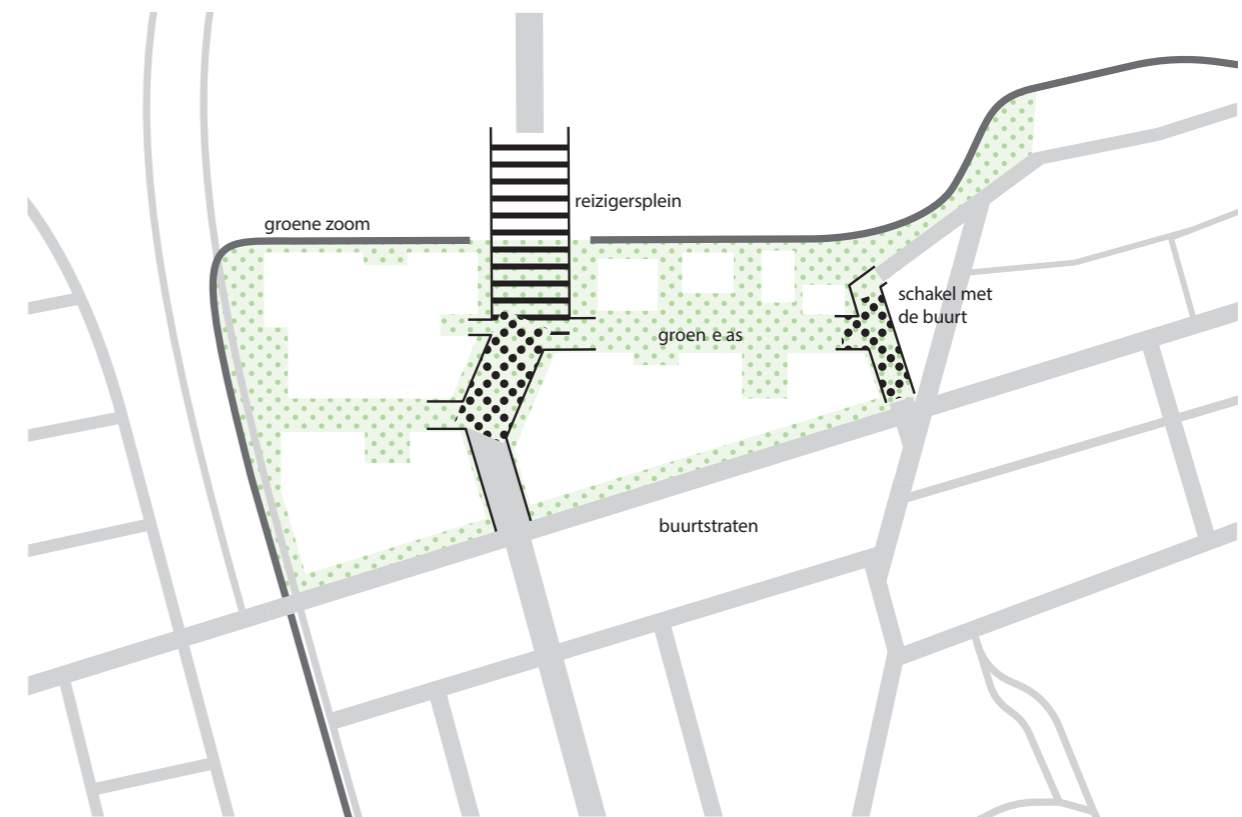 reizigersplein
groene zoom
schakel met
de buurt
groen e as
buurtstraten